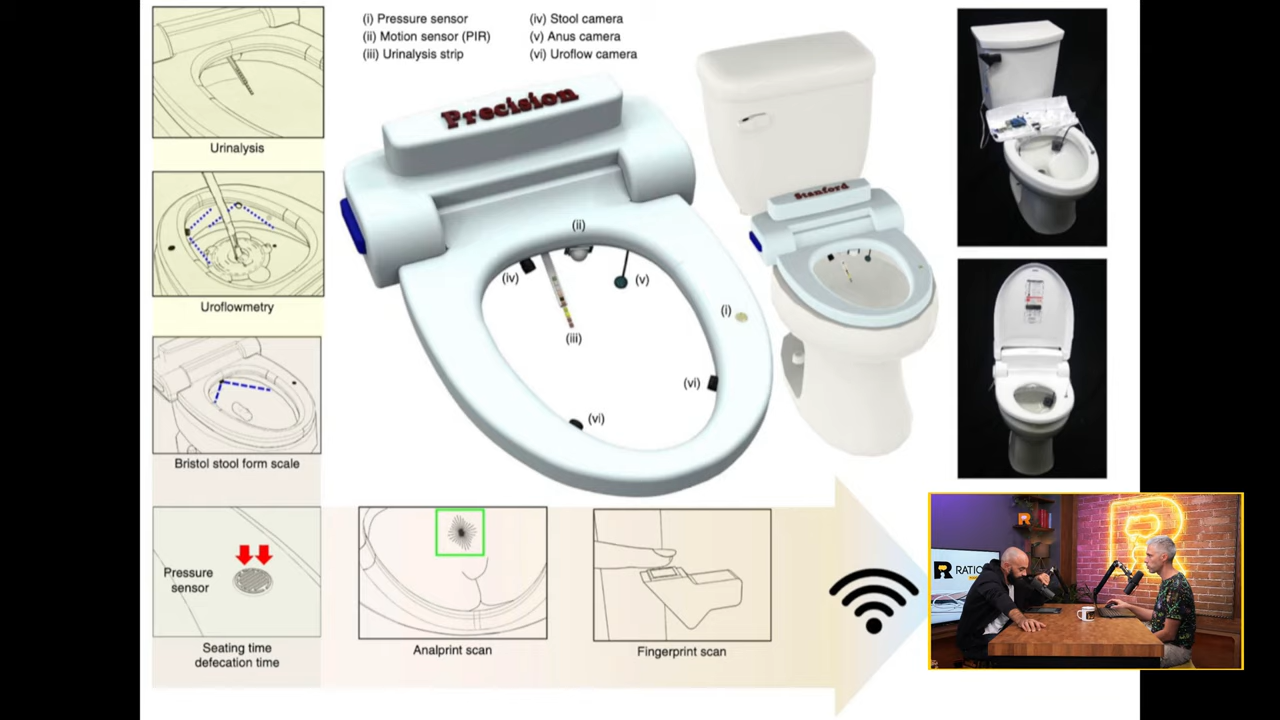 (i) Pressure sensor
(ii) Motion sensor (PIR)
(iii) Urinalysis strip
(iv) Stool camera
(v) Anus camera
(vi) Uroflow camera
Urinalysis
Uroflowmetry
Bristol stool form scale
Precision
Stanford
(ii)
(iv)
(v)
(i)
(iii)
(vi)
(vi)
Pressure
sensor
Seating time
defecation time
Analprint scan
Fingerprint scan
R
R
R RATIO